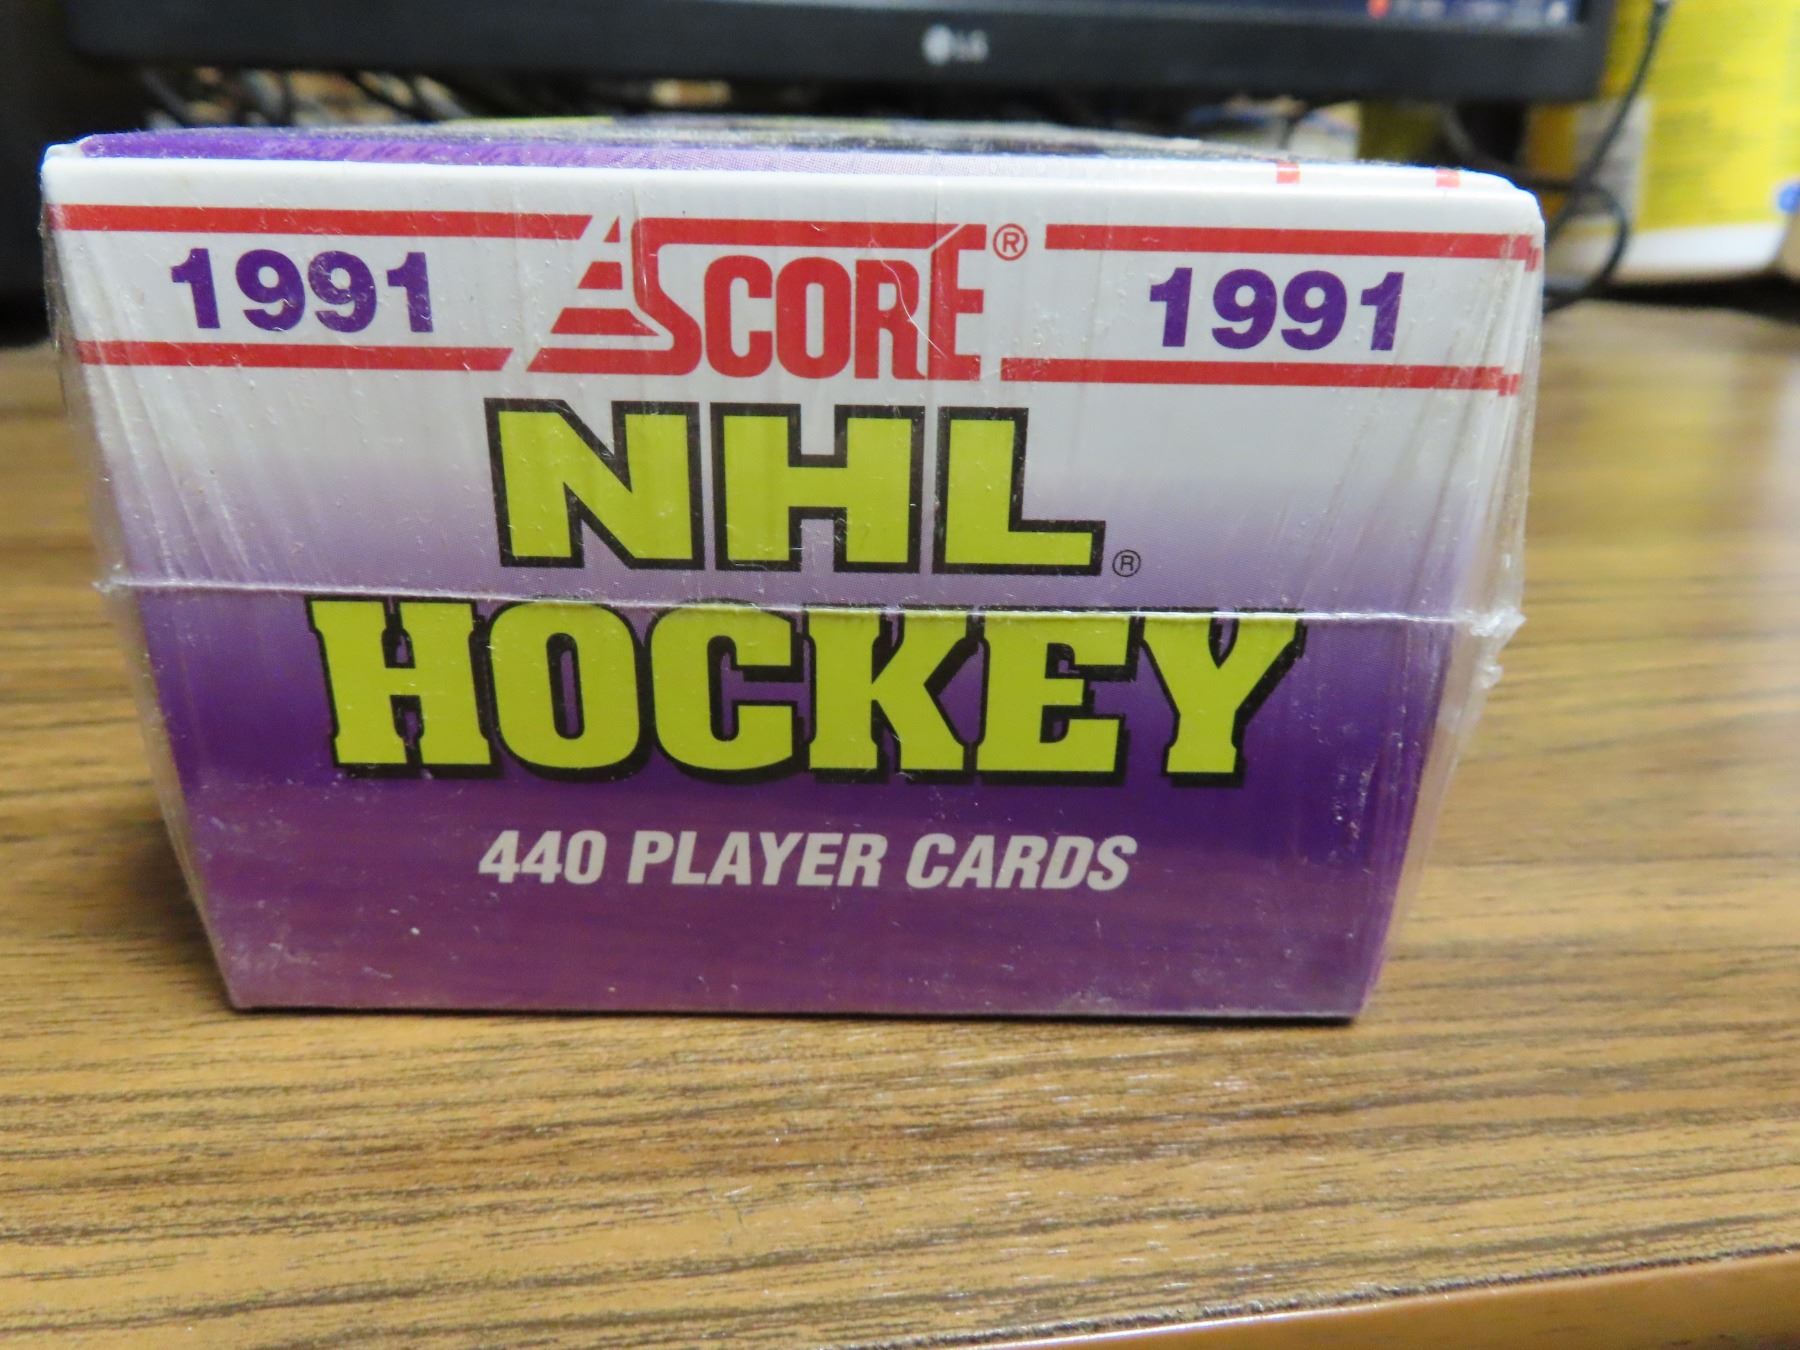 LG
1991 SCORE® 1991
NHL®
HOCKEY
440 PLAYER CARDS